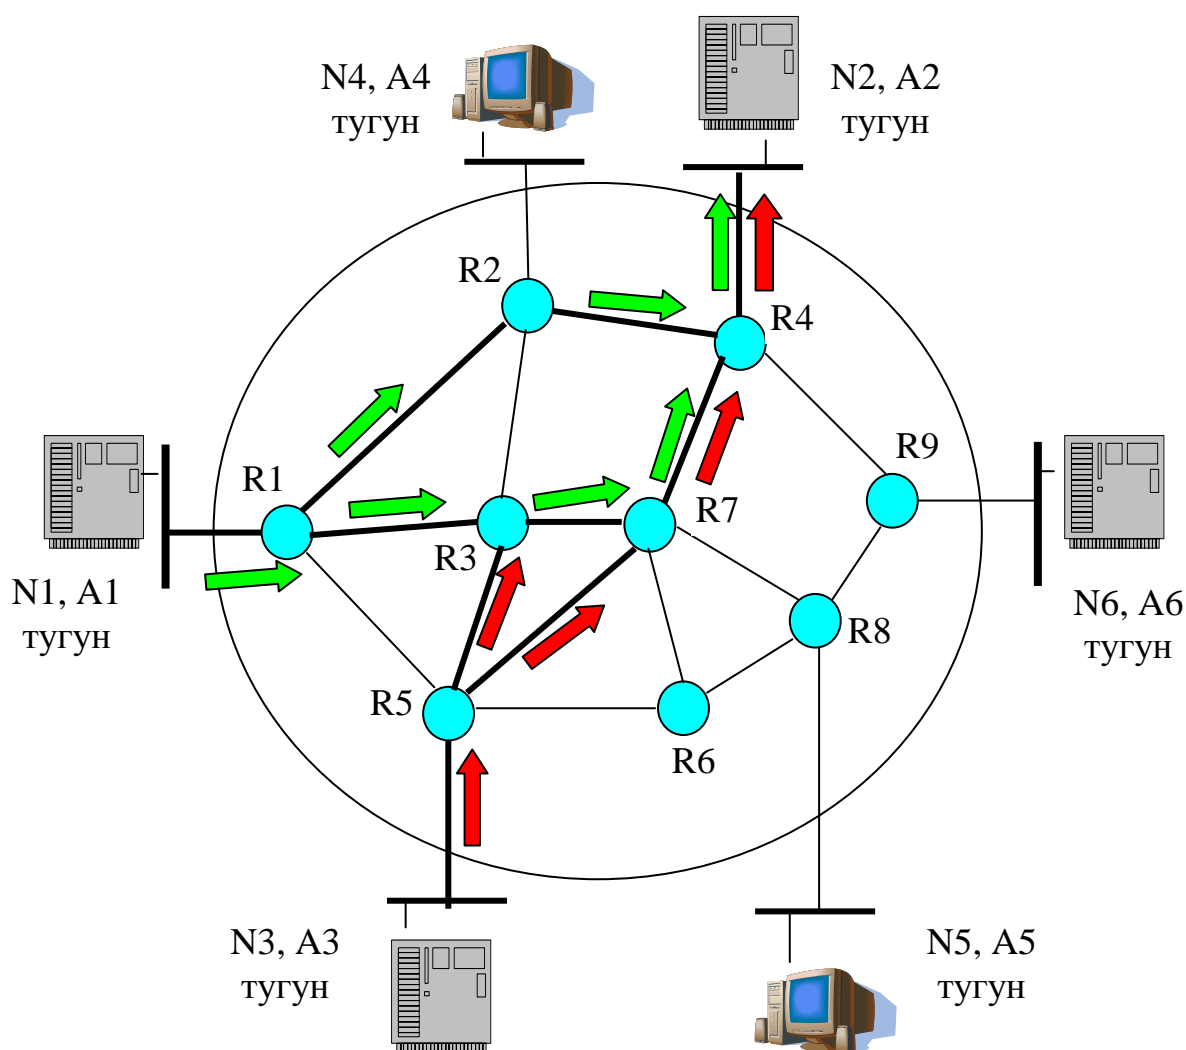 N4, A4
тугун
N2, A2
тугун
R2
R4
R1
R9
R7
R3
N1, A1
тугун
N6, A6
тугун
R8
R5
R6
N3, A3
тугун
N5, A5
тугун